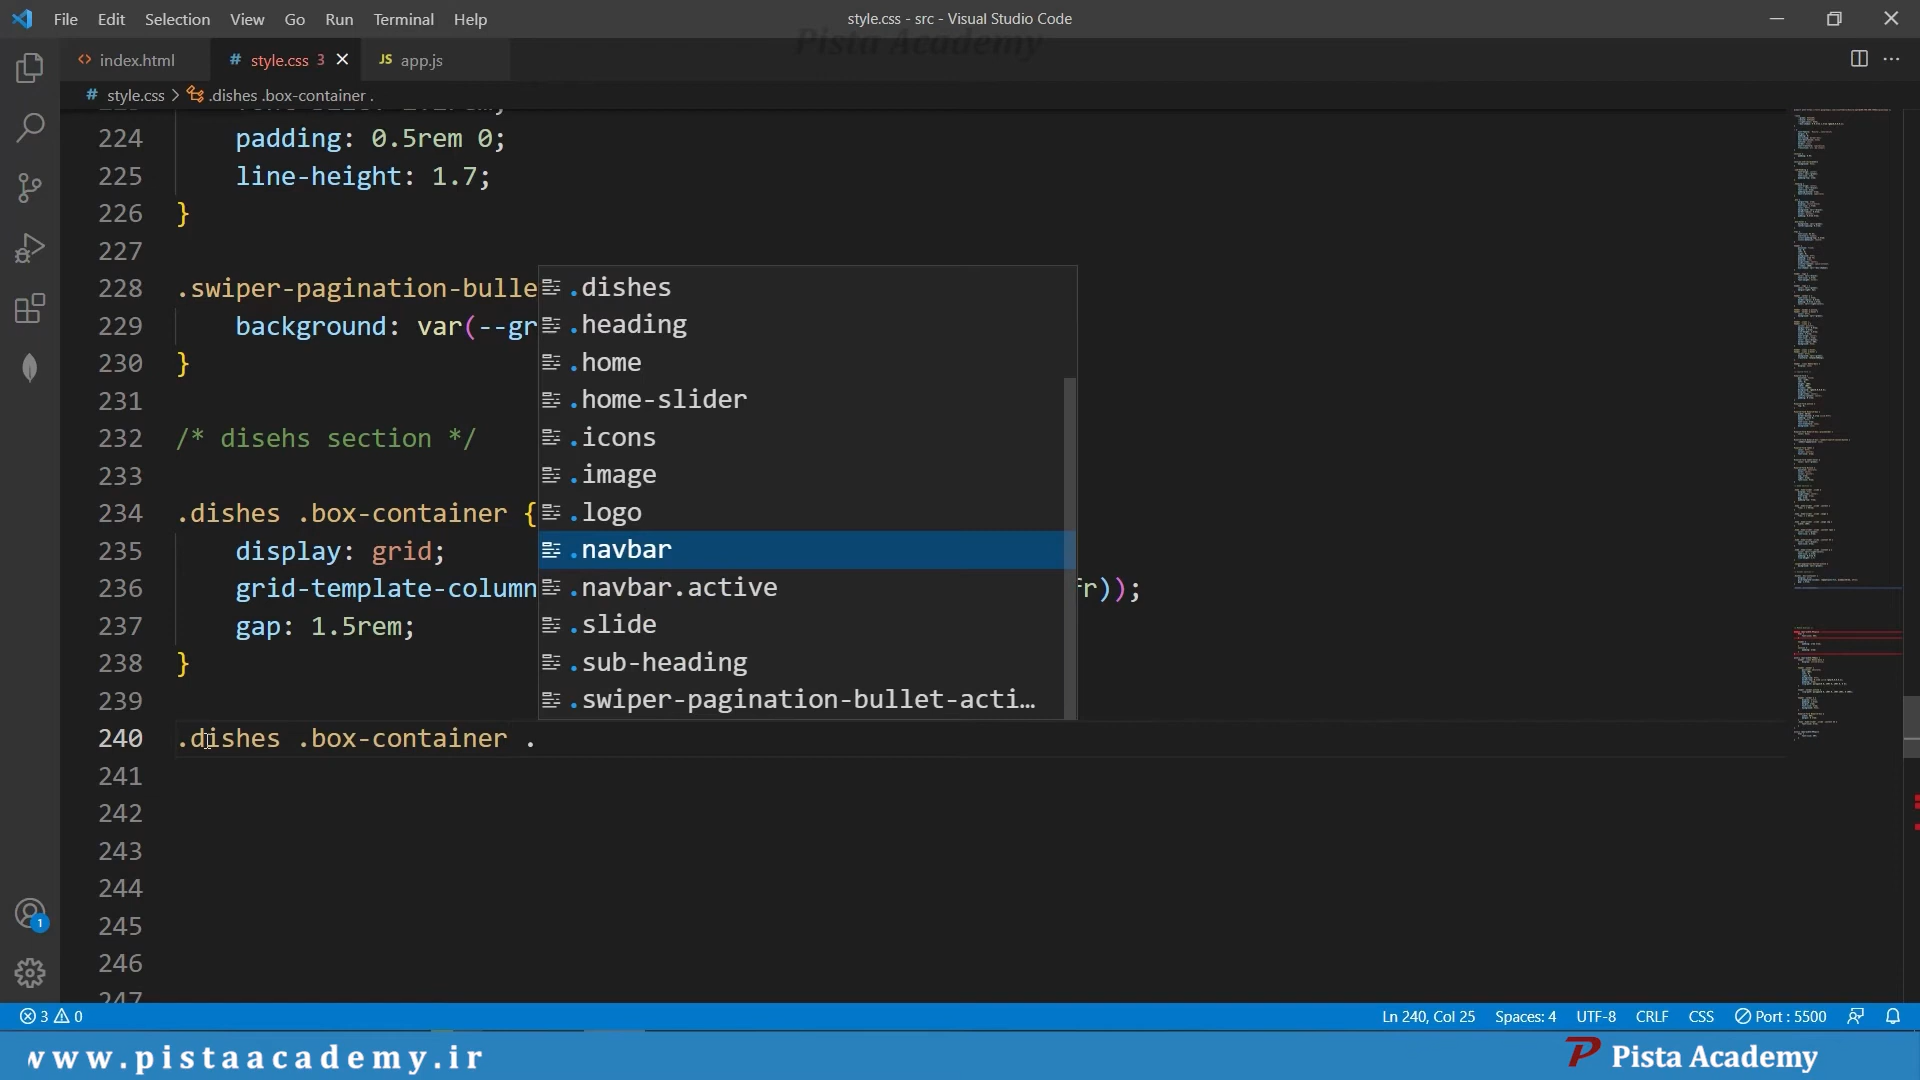 File Edit Selection View Go Run Terminal Help
style.css - src - Visual Studio Code
Pista Academy
index.html
# style.css 3
JS app.js
# style.css > .dishes .box-container .
224 padding: 0.5rem 0;
225 line-height: 1.7;
226 }
227
228 .swiper-pagination-bulle
229 background: var(--gr
230 }
231
232 /* disehs section */
233
234 .dishes .box-container {
235 display: grid;
236 grid-template-column fr));
237 gap: 1.5rem;
238 }
239
240 .dishes .box-container .
241
242
243
244
245
246
247
.dishes
.heading
.home
.home-slider
.icons
.image
.logo
.navbar
.navbar.active
.slide
.sub-heading
.swiper-pagination-bullet-acti…
1
3 0
Ln 240, Col 25 Spaces: 4 UTF-8 CRLF CSS Port : 5500
www.pistaacademy.ir
Pista Academy